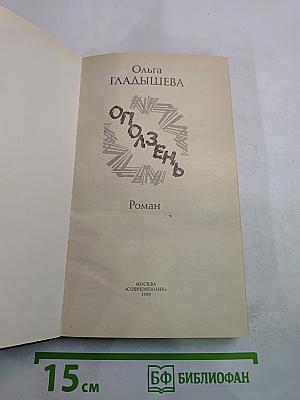 Ольга
ГЛАДЫШЕВА
ОПОЛЗЕНЬ
Роман
МОСКВА
«СОВРЕМЕННИК»
1989
15 см
БФ БИБЛИОФАН